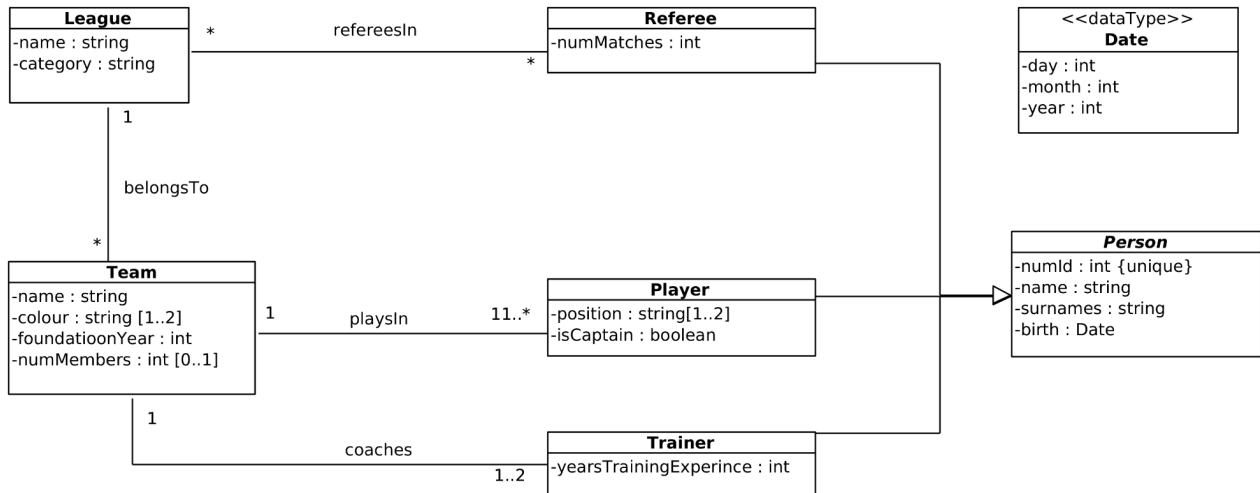 League
-name : string
-category : string
*
refereesIn
*
Referee
-numMatches : int
<<dataType>>
Date
-day : int
-month : int
-year : int
1
belongsTo
*
Team
-name : string
-colour : string [1..2]
-foundatioonYear : int
-numMembers : int [0..1]
1
playsIn
11..*
Player
-position : string[1..2]
-isCaptain : boolean
Person
-numId : int {unique}
-name : string
-surnames : string
-birth : Date
1
coaches
1..2
Trainer
-yearsTrainingExperince : int